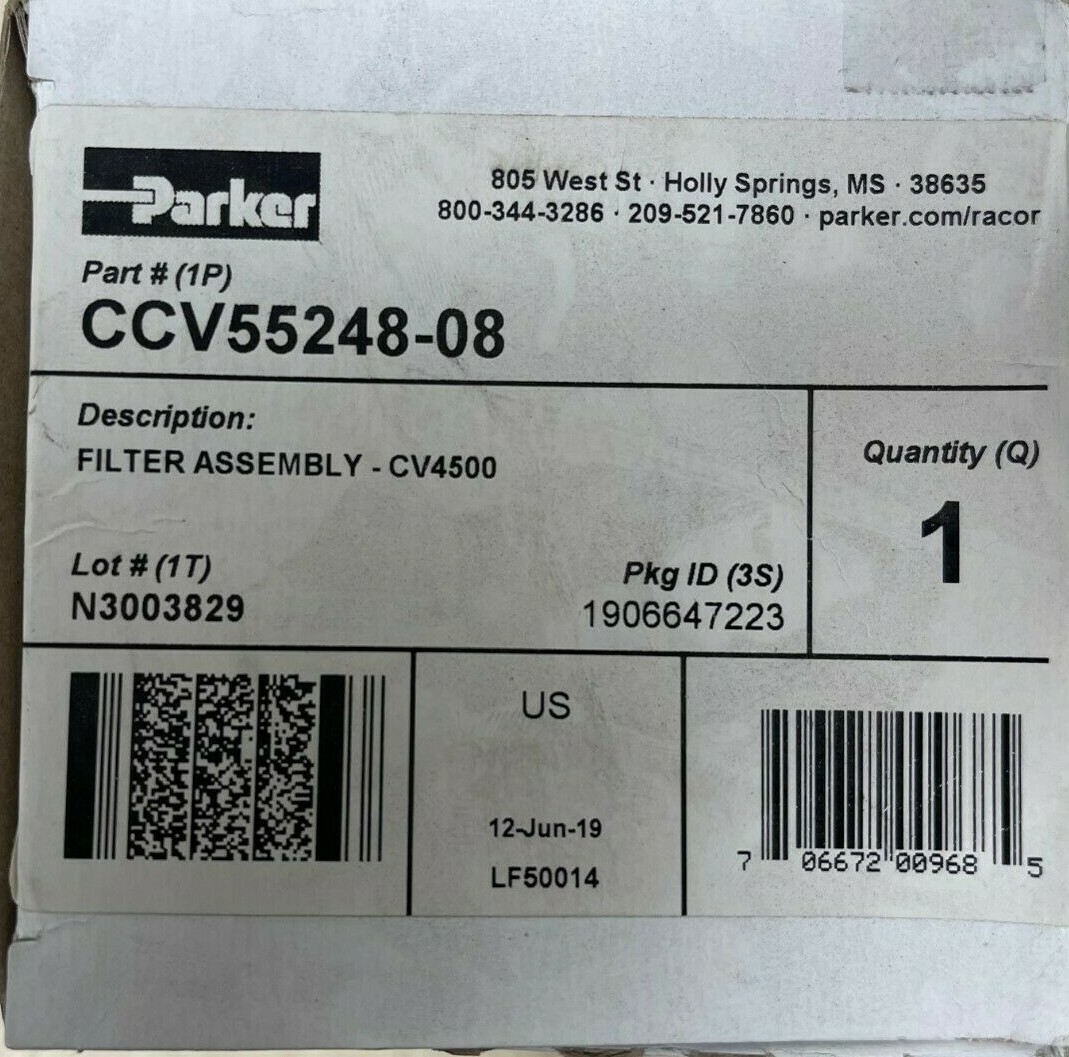 Parker
805 West St · Holly Springs, MS · 38635
800-344-3286 · 209-521-7860 · parker.com/racor
Part # (1P)
CCV55248-08
Description:
FILTER ASSEMBLY - CV4500
Quantity (Q)
1
Lot # (1T)
N3003829
Pkg ID (3S)
1906647223
US
12-Jun-19
LF50014
7 06672 00968 5